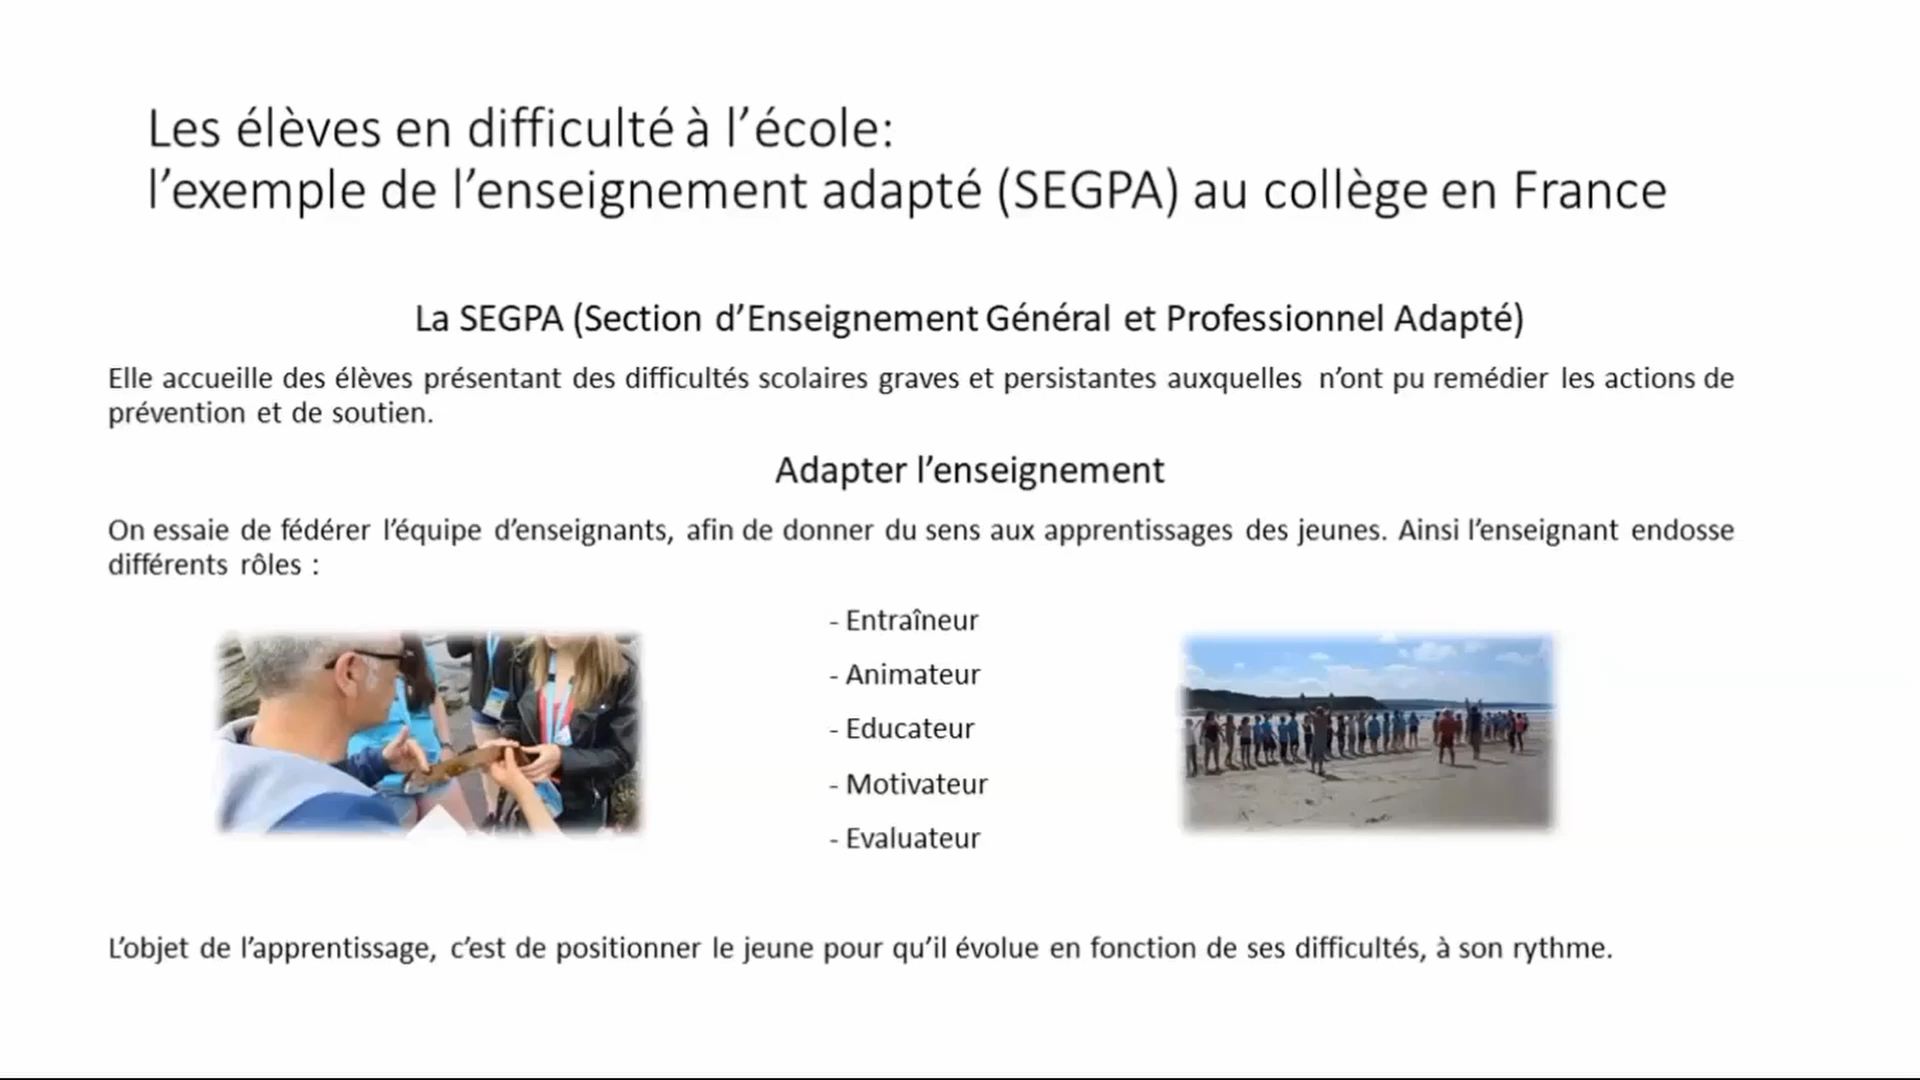 Les élèves en difficulté à l’école:
l’exemple de l’enseignement adapté (SEGPA) au collège en France
La SEGPA (Section d’Enseignement Général et Professionnel Adapté)
Elle accueille des élèves présentant des difficultés scolaires graves et persistantes auxquelles n’ont pu remédier les actions de
prévention et de soutien.
Adapter l’enseignement
On essaie de fédérer l’équipe d’enseignants, afin de donner du sens aux apprentissages des jeunes. Ainsi l’enseignant endosse
différents rôles :
- Entraîneur
- Animateur
- Educateur
- Motivateur
- Evaluateur
L’objet de l’apprentissage, c’est de positionner le jeune pour qu’il évolue en fonction de ses difficultés, à son rythme.